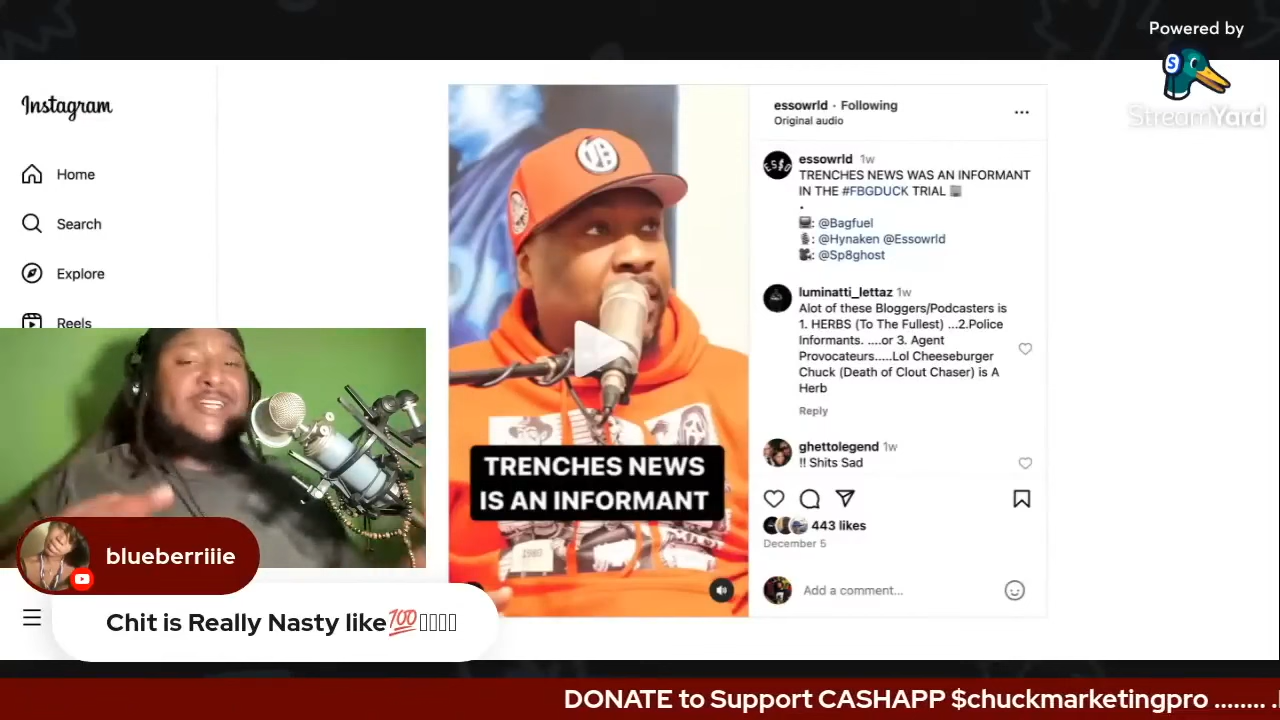 Powered by
StreamYard
Instagram
Home
Search
Explore
Reels
essowrld · Following
Original audio
...
essowrld 1w
TRENCHES NEWS WAS AN INFORMANT
IN THE #FBGDUCK TRIAL
.
: @Bagfuel
: @Hynaken @Essowrld
: @Sp8ghost
luminatti_lettaz 1w
Alot of these Bloggers/Podcasters is
1. HERBS (To The Fullest) ...2.Police
Informants. ....or 3. Agent
Provocateurs.....Lol Cheeseburger
Chuck (Death of Clout Chaser) is A
Herb
Reply
ghettolegend 1w
!! Shits Sad
443 likes
December 5
Add a comment...
TRENCHES NEWS
IS AN INFORMANT
1980
blueberriiie
Chit is Really Nasty like💯
DONATE to Support CASHAPP $chuckmarketingpro ........ .